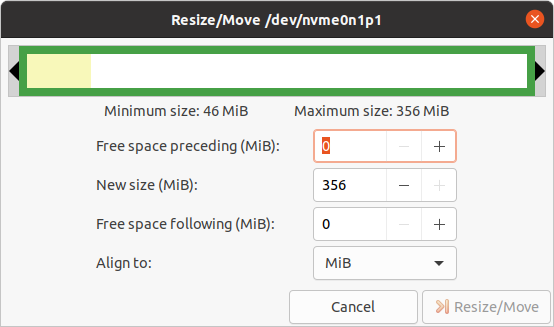 Resize/Move /dev/nvme0n1p1
Minimum size: 46 MiB Maximum size: 356 MiB
Free space preceding (MiB): 0
New size (MiB): 356
Free space following (MiB): 0
Align to: MiB
Cancel Resize/Move